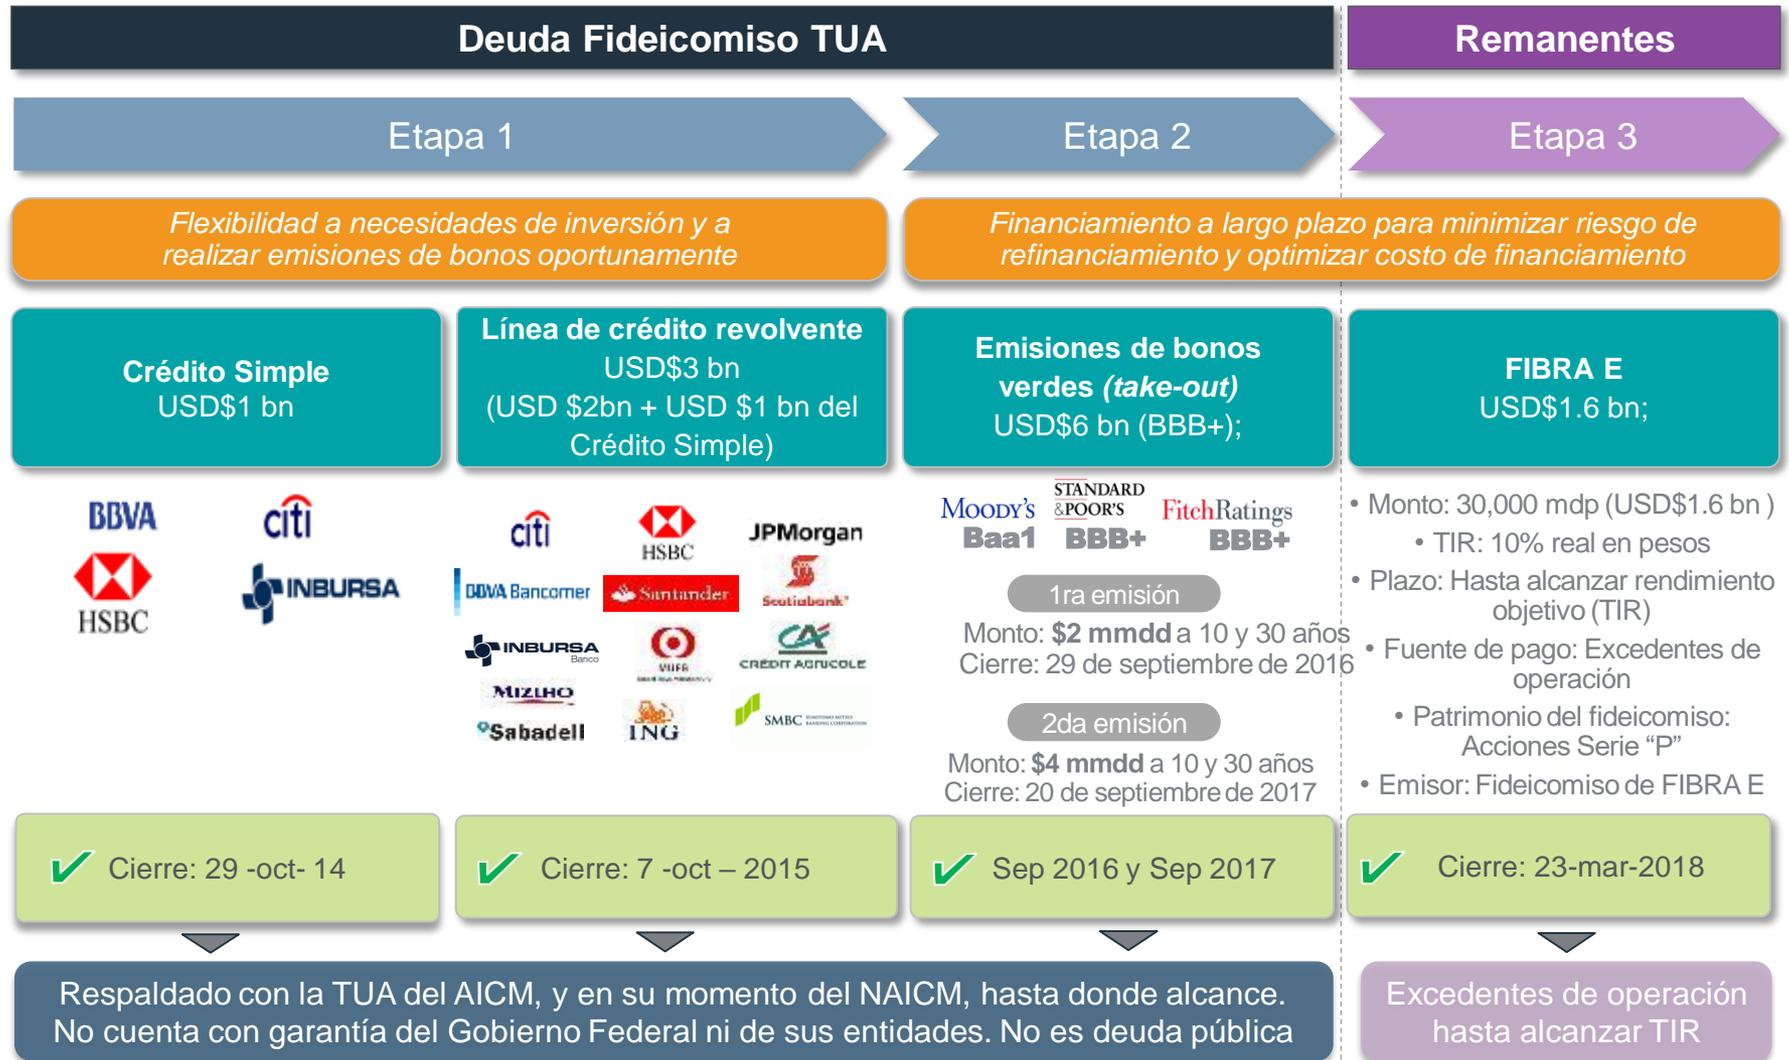 Deuda Fideicomiso TUA
Remanentes
Etapa 1
Etapa 2
Etapa 3
Flexibilidad a necesidades de inversión y a
realizar emisiones de bonos oportunamente
Financiamiento a largo plazo para minimizar riesgo de
refinanciamiento y optimizar costo de financiamiento
Crédito Simple
USD$1 bn
Línea de crédito revolvente
USD$3 bn
(USD $2bn + USD $1 bn del
Crédito Simple)
Emisiones de bonos
verdes (take-out)
USD$6 bn (BBB+);
FIBRA E
USD$1.6 bn;
BBVA
citi
HSBC
INBURSA
citi
HSBC
JPMorgan
BBVA Bancomer
Santander
Scotiabank
INBURSA
Banco
MUFG
CRÉDIT AGRICOLE
MIZUHO
Sabadell
ING
SMBC SUMITOMO MITSUI
BANKING CORPORATION
MOODY'S
Baa1
STANDARD
&POOR'S
BBB+
FitchRatings
BBB+
1ra emisión
Monto: $2 mmdd a 10 y 30 años
Cierre: 29 de septiembre de 2016
2da emisión
Monto: $4 mmdd a 10 y 30 años
Cierre: 20 de septiembre de 2017
• Monto: 30,000 mdp (USD$1.6 bn )
• TIR: 10% real en pesos
• Plazo: Hasta alcanzar rendimiento
objetivo (TIR)
• Fuente de pago: Excedentes de
operación
• Patrimonio del fideicomiso:
Acciones Serie “P”
• Emisor: Fideicomiso de FIBRA E
Cierre: 29 -oct- 14
Cierre: 7 -oct – 2015
Sep 2016 y Sep 2017
Cierre: 23-mar-2018
Respaldado con la TUA del AICM, y en su momento del NAICM, hasta donde alcance.
No cuenta con garantía del Gobierno Federal ni de sus entidades. No es deuda pública
Excedentes de operación
hasta alcanzar TIR